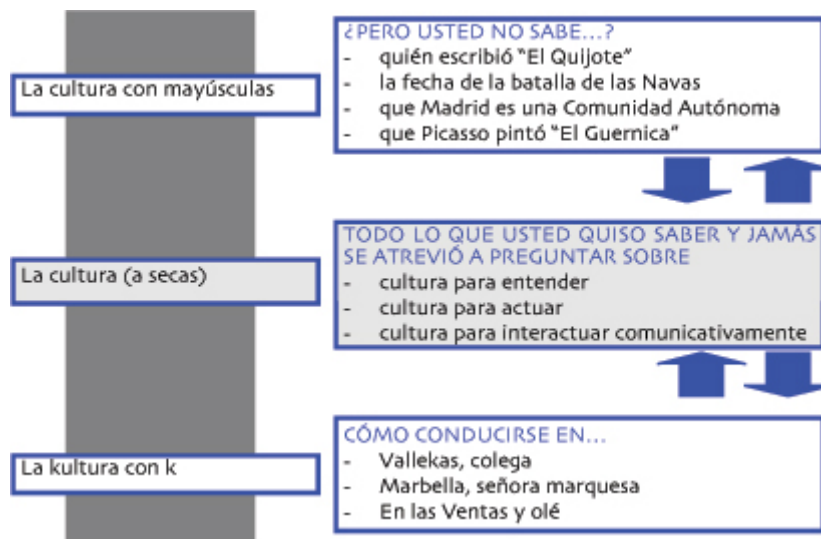 La cultura con mayúsculas
¿PERO USTED NO SABE...?
- quién escribió “El Quijote”
- la fecha de la batalla de las Navas
- que Madrid es una Comunidad Autónoma
- que Picasso pintó “El Guernica”
La cultura (a secas)
TODO LO QUE USTED QUISO SABER Y JAMÁS
SE ATREVIÓ A PREGUNTAR SOBRE
- cultura para entender
- cultura para actuar
- cultura para interactuar comunicativamente
La kultura con k
CÓMO CONDUCIRSE EN...
- Vallekas, colega
- Marbella, señora marquesa
- En las Ventas y olé